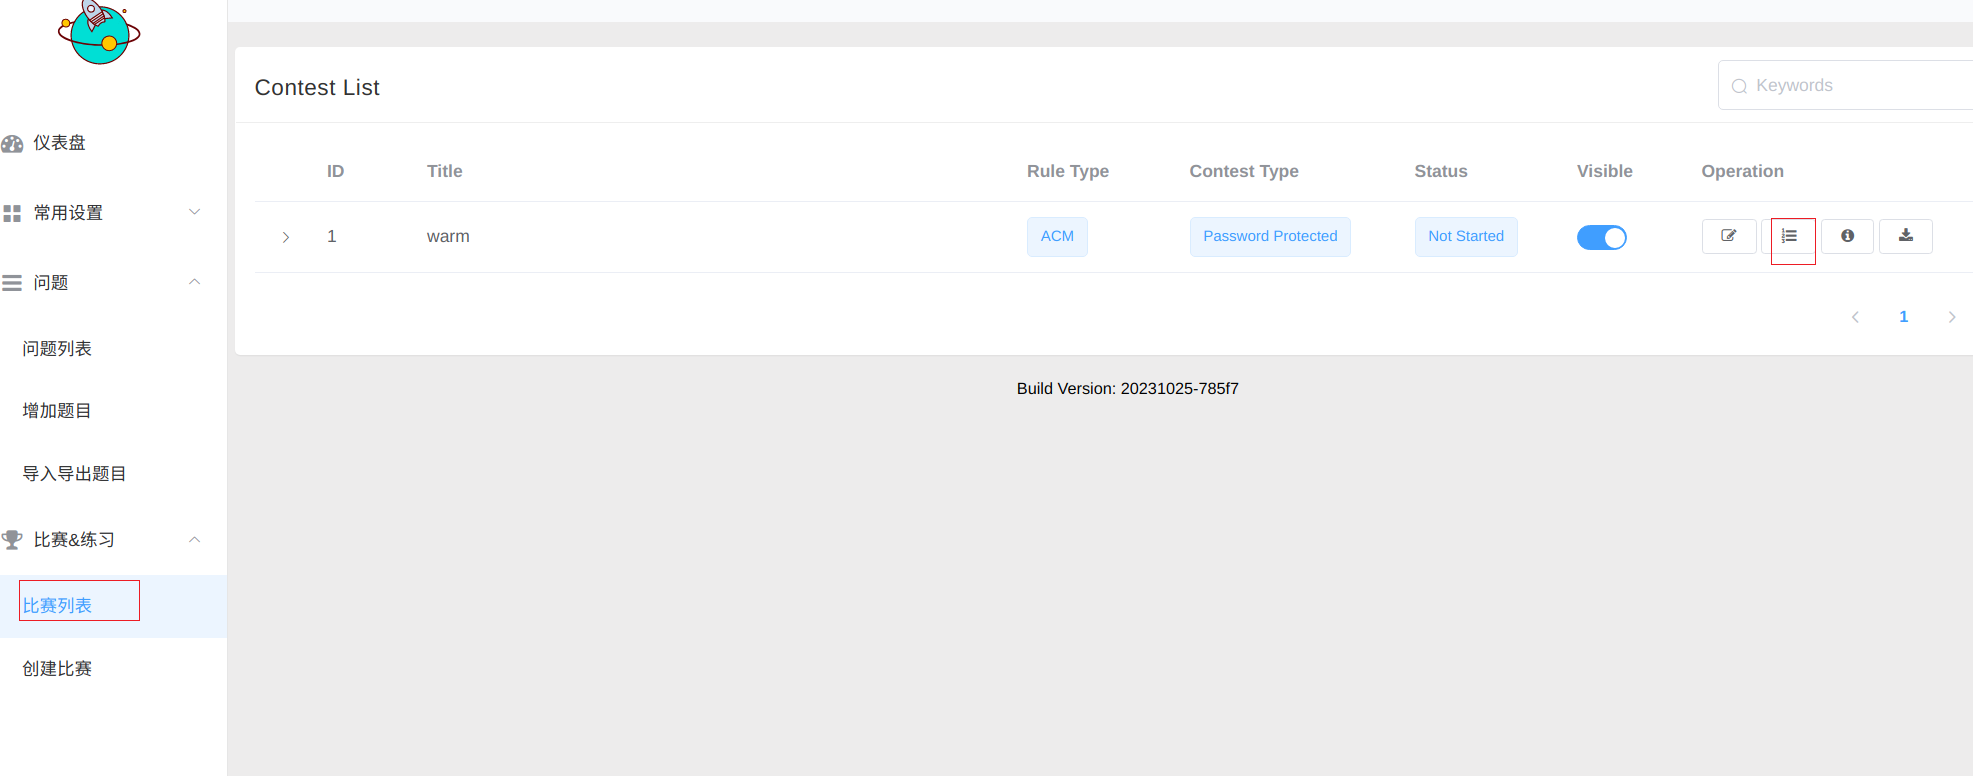 仪表盘
常用设置
问题
问题列表
增加题目
导入导出题目
比赛&练习
比赛列表
创建比赛
Contest List
Keywords
ID Title Rule Type Contest Type Status Visible Operation
1 warm ACM Password Protected Not Started
1
Build Version: 20231025-785f7